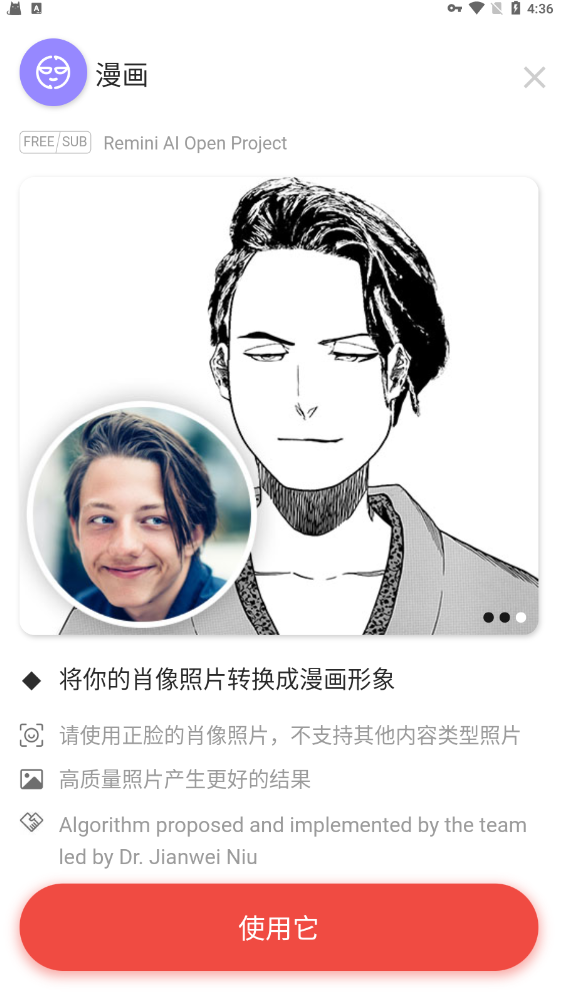 4:36
漫画
FREE/SUB Remini AI Open Project
将你的肖像照片转换成漫画形象
请使用正脸的肖像照片，不支持其他内容类型照片
高质量照片产生更好的结果
Algorithm proposed and implemented by the team
led by Dr. Jianwei Niu
使用它